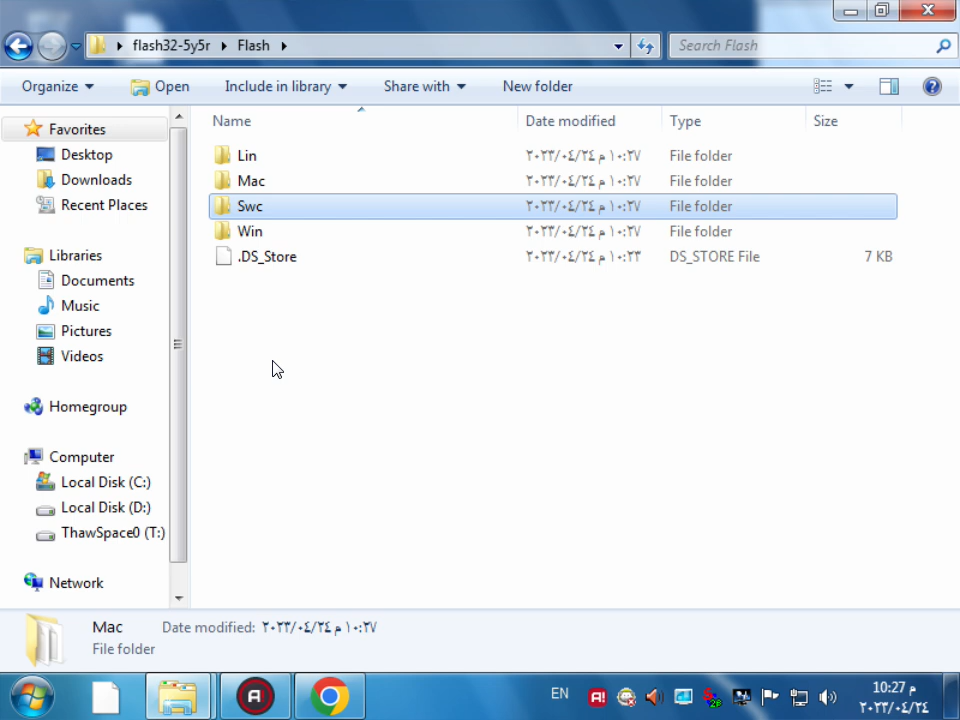 flash32-5y5r Flash
Search Flash
Organize Open Include in library Share with New folder
Name Date modified Type Size
Lin ٢٠٢٣/٠٤/٢٤ م ١٠:٢٧ File folder
Mac ٢٠٢٣/٠٤/٢٤ م ١٠:٢٧ File folder
Swc ٢٠٢٣/٠٤/٢٤ م ١٠:٢٧ File folder
Win ٢٠٢٣/٠٤/٢٤ م ١٠:٢٧ File folder
.DS_Store ٢٠٢٣/٠٤/٢٤ م ١٠:٢٣ DS_STORE File 7 KB
Favorites
Desktop
Downloads
Recent Places
Libraries
Documents
Music
Pictures
Videos
Homegroup
Computer
Local Disk (C:)
Local Disk (D:)
ThawSpace0 (T:)
Network
Mac Date modified: ٢٠٢٣/٠٤/٢٤ م ١٠:٢٧
File folder
EN
10:27 م
٢٠٢٣/٠٤/٢٤